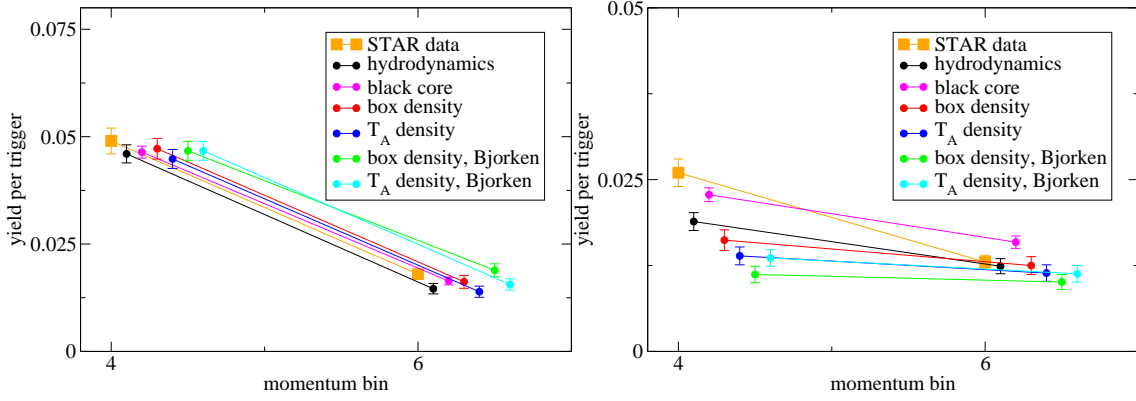 0.075
0.05
0.025
0
yield per trigger
4
6
momentum bin
STAR data
hydrodynamics
black core
box density
T_A density
box density, Bjorken
T_A density, Bjorken
0.05
0.025
0
yield per trigger
4
6
momentum bin
STAR data
hydrodynamics
black core
box density
T_A density
box density, Bjorken
T_A density, Bjorken